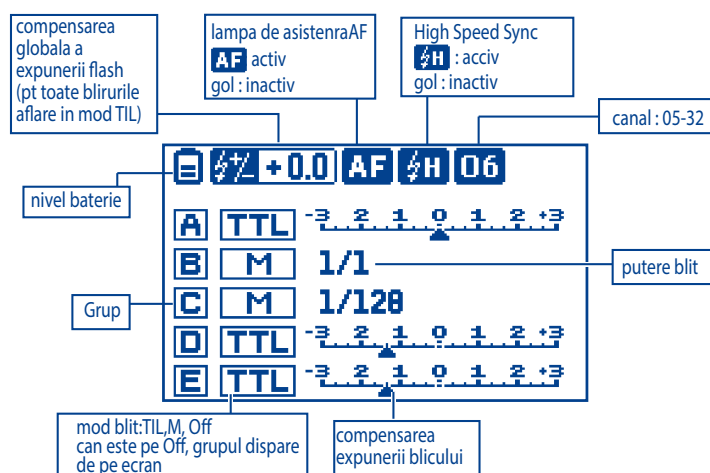 compensarea
globala a
expunerii flash
(pt toate blirurile
aflare in mod TIL)
lampa de asistenraAF
AF activ
gol : inactiv
High Speed Sync
H : acciv
gol : inactiv
canal : 05-32
nivel baterie
+/- + 0.0 AF H 06
A TTL -3 2 1 0 1 2 +3
B M 1/1
putere blit
Grup
C M 1/128
D TTL -3 2 1 0 1 2 +3
E TTL -3 2 1 0 1 2 +3
mod blit:TIL,M, Off
can este pe Off, grupul dispare
de pe ecran
compensarea
expunerii blicului